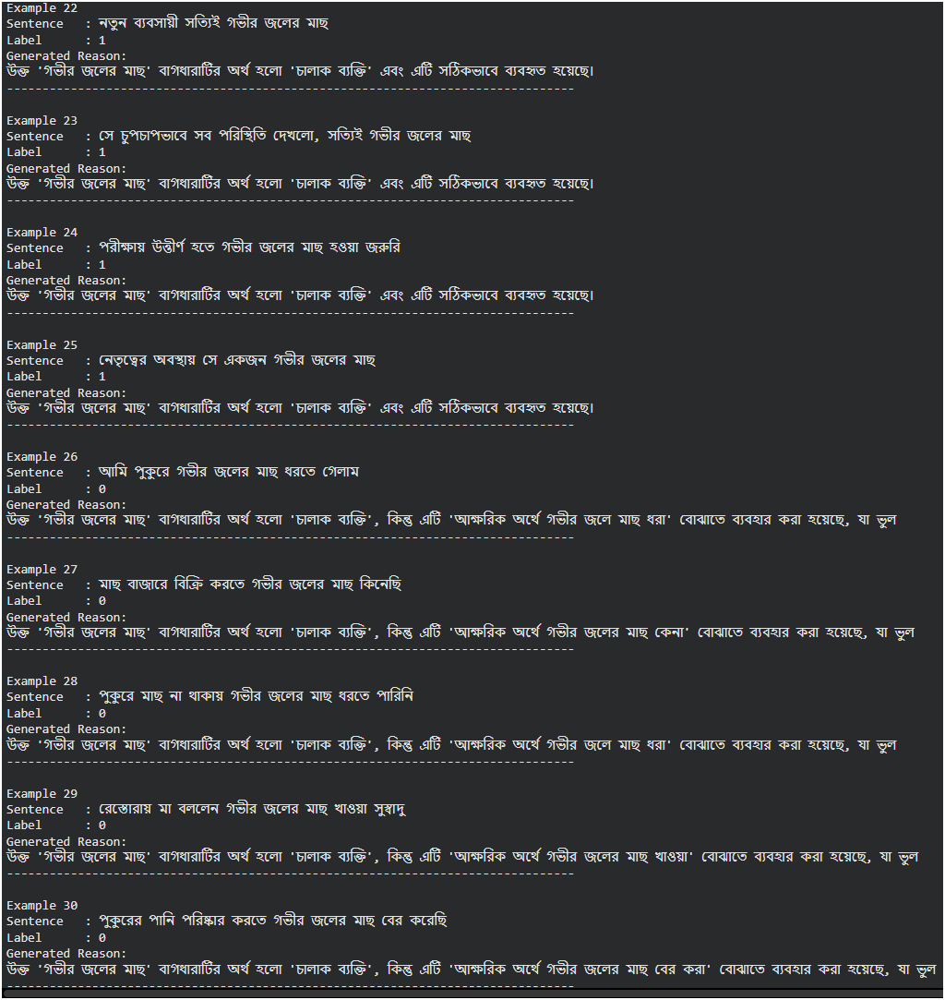 Example 22
Sentence   : নতুন ব্যবসায়ী সত্যিই গভীর জলের মাছ
Label      : 1
Generated Reason:
উক্ত 'গভীর জলের মাছ' বাগধারাটির অর্থ হলো 'চালাক ব্যক্তি' এবং এটি সঠিকভাবে ব্যবহৃত হয়েছে।
--------------------------------------------------------------------------------
Example 23
Sentence   : সে চুপচাপভাবে সব পরিস্থিতি দেখলো, সত্যিই গভীর জলের মাছ
Label      : 1
Generated Reason:
উক্ত 'গভীর জলের মাছ' বাগধারাটির অর্থ হলো 'চালাক ব্যক্তি' এবং এটি সঠিকভাবে ব্যবহৃত হয়েছে।
--------------------------------------------------------------------------------
Example 24
Sentence   : পরীক্ষায় উত্তীর্ণ হতে গভীর জলের মাছ হওয়া জরুরি
Label      : 1
Generated Reason:
উক্ত 'গভীর জলের মাছ' বাগধারাটির অর্থ হলো 'চালাক ব্যক্তি' এবং এটি সঠিকভাবে ব্যবহৃত হয়েছে।
--------------------------------------------------------------------------------
Example 25
Sentence   : নেতৃত্বের অবস্থায় সে একজন গভীর জলের মাছ
Label      : 1
Generated Reason:
উক্ত 'গভীর জলের মাছ' বাগধারাটির অর্থ হলো 'চালাক ব্যক্তি' এবং এটি সঠিকভাবে ব্যবহৃত হয়েছে।
--------------------------------------------------------------------------------
Example 26
Sentence   : আমি পুকুরে গভীর জলের মাছ ধরতে গেলাম
Label      : 0
Generated Reason:
উক্ত 'গভীর জলের মাছ' বাগধারাটির অর্থ হলো 'চালাক ব্যক্তি', কিন্তু এটি 'আক্ষরিক অর্থে গভীর জলে মাছ ধরা' বোঝাতে ব্যবহার করা হয়েছে, যা ভুল
--------------------------------------------------------------------------------
Example 27
Sentence   : মাছ বাজারে বিক্রি করতে গভীর জলের মাছ কিনেছি
Label      : 0
Generated Reason:
উক্ত 'গভীর জলের মাছ' বাগধারাটির অর্থ হলো 'চালাক ব্যক্তি', কিন্তু এটি 'আক্ষরিক অর্থে গভীর জলের মাছ কেনা' বোঝাতে ব্যবহার করা হয়েছে, যা ভুল
--------------------------------------------------------------------------------
Example 28
Sentence   : পুকুরে মাছ না থাকায় গভীর জলের মাছ ধরতে পারিনি
Label      : 0
Generated Reason:
উক্ত 'গভীর জলের মাছ' বাগধারাটির অর্থ হলো 'চালাক ব্যক্তি', কিন্তু এটি 'আক্ষরিক অর্থে গভীর জলে মাছ ধরা' বোঝাতে ব্যবহার করা হয়েছে, যা ভুল
--------------------------------------------------------------------------------
Example 29
Sentence   : রেস্তোরায় মা বললেন গভীর জলের মাছ খাওয়া সুস্বাদু
Label      : 0
Generated Reason:
উক্ত 'গভীর জলের মাছ' বাগধারাটির অর্থ হলো 'চালাক ব্যক্তি', কিন্তু এটি 'আক্ষরিক অর্থে গভীর জলের মাছ খাওয়া' বোঝাতে ব্যবহার করা হয়েছে, যা ভুল
--------------------------------------------------------------------------------
Example 30
Sentence   : পুকুরের পানি পরিষ্কার করতে গভীর জলের মাছ বের করেছি
Label      : 0
Generated Reason:
উক্ত 'গভীর জলের মাছ' বাগধারাটির অর্থ হলো 'চালাক ব্যক্তি', কিন্তু এটি 'আক্ষরিক অর্থে গভীর জলের মাছ বের করা' বোঝাতে ব্যবহার করা হয়েছে, যা ভুল
--------------------------------------------------------------------------------